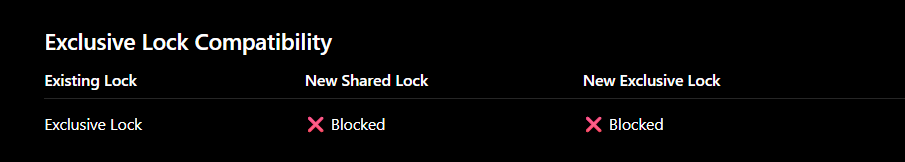 Exclusive Lock Compatibility
Existing Lock New Shared Lock New Exclusive Lock
Exclusive Lock ❌ Blocked ❌ Blocked